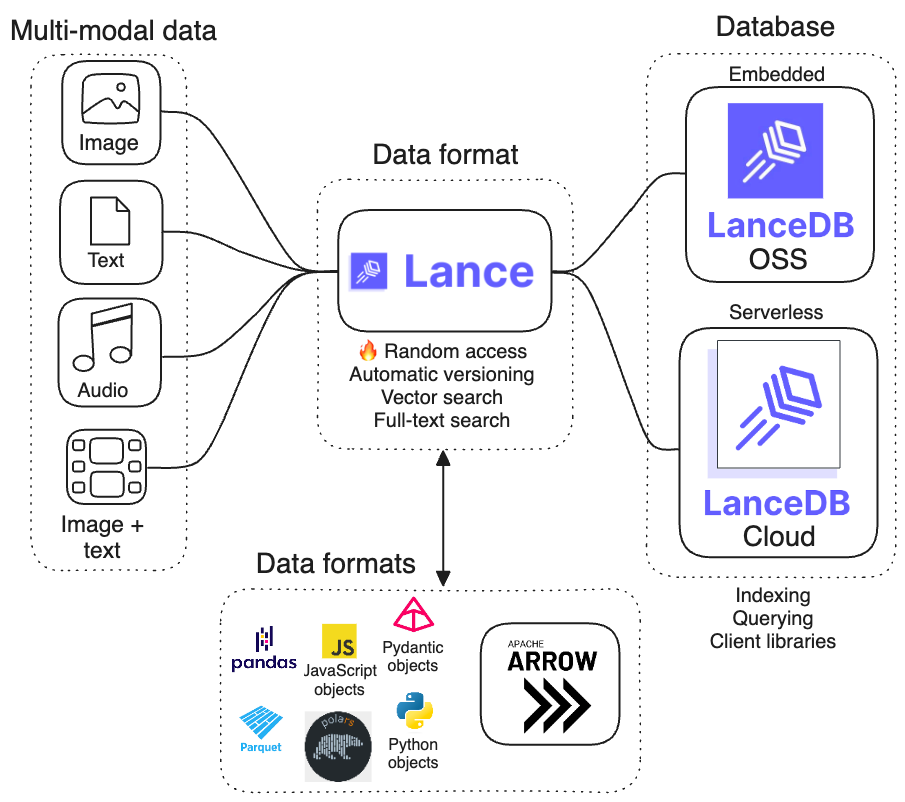 Multi-modal data
Image
Text
Audio
Image +
text
Data format
Lance
🔥 Random access
Automatic versioning
Vector search
Full-text search
Database
Embedded
LanceDB
OSS
Serverless
LanceDB
Cloud
Indexing
Querying
Client libraries
Data formats
pandas
JS
JavaScript
objects
Pydantic
objects
Parquet
polars
Python
objects
APACHE
ARROW